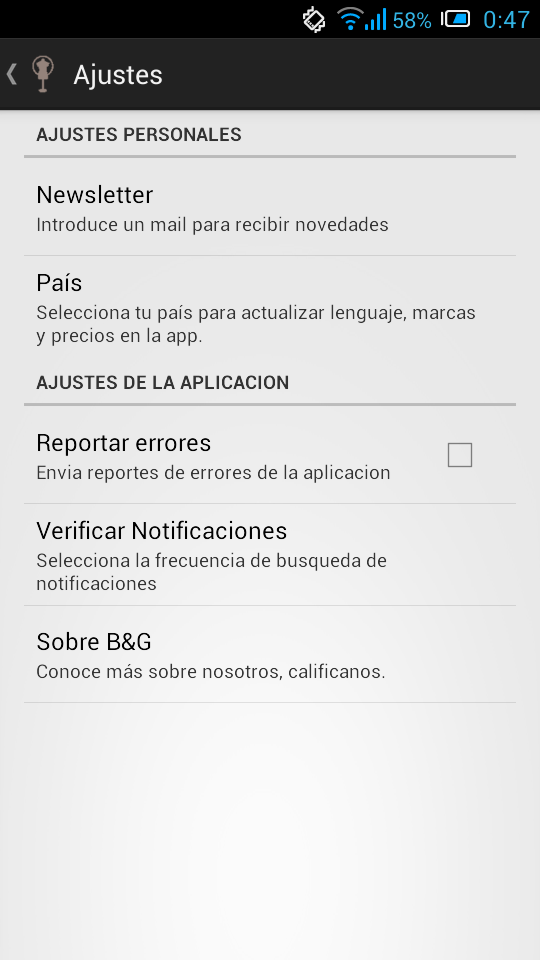 58% 0:47
Ajustes
AJUSTES PERSONALES
Newsletter
Introduce un mail para recibir novedades
País
Selecciona tu país para actualizar lenguaje, marcas
y precios en la app.
AJUSTES DE LA APLICACION
Reportar errores
Envia reportes de errores de la aplicacion
Verificar Notificaciones
Selecciona la frecuencia de busqueda de
notificaciones
Sobre B&G
Conoce más sobre nosotros, calificanos.